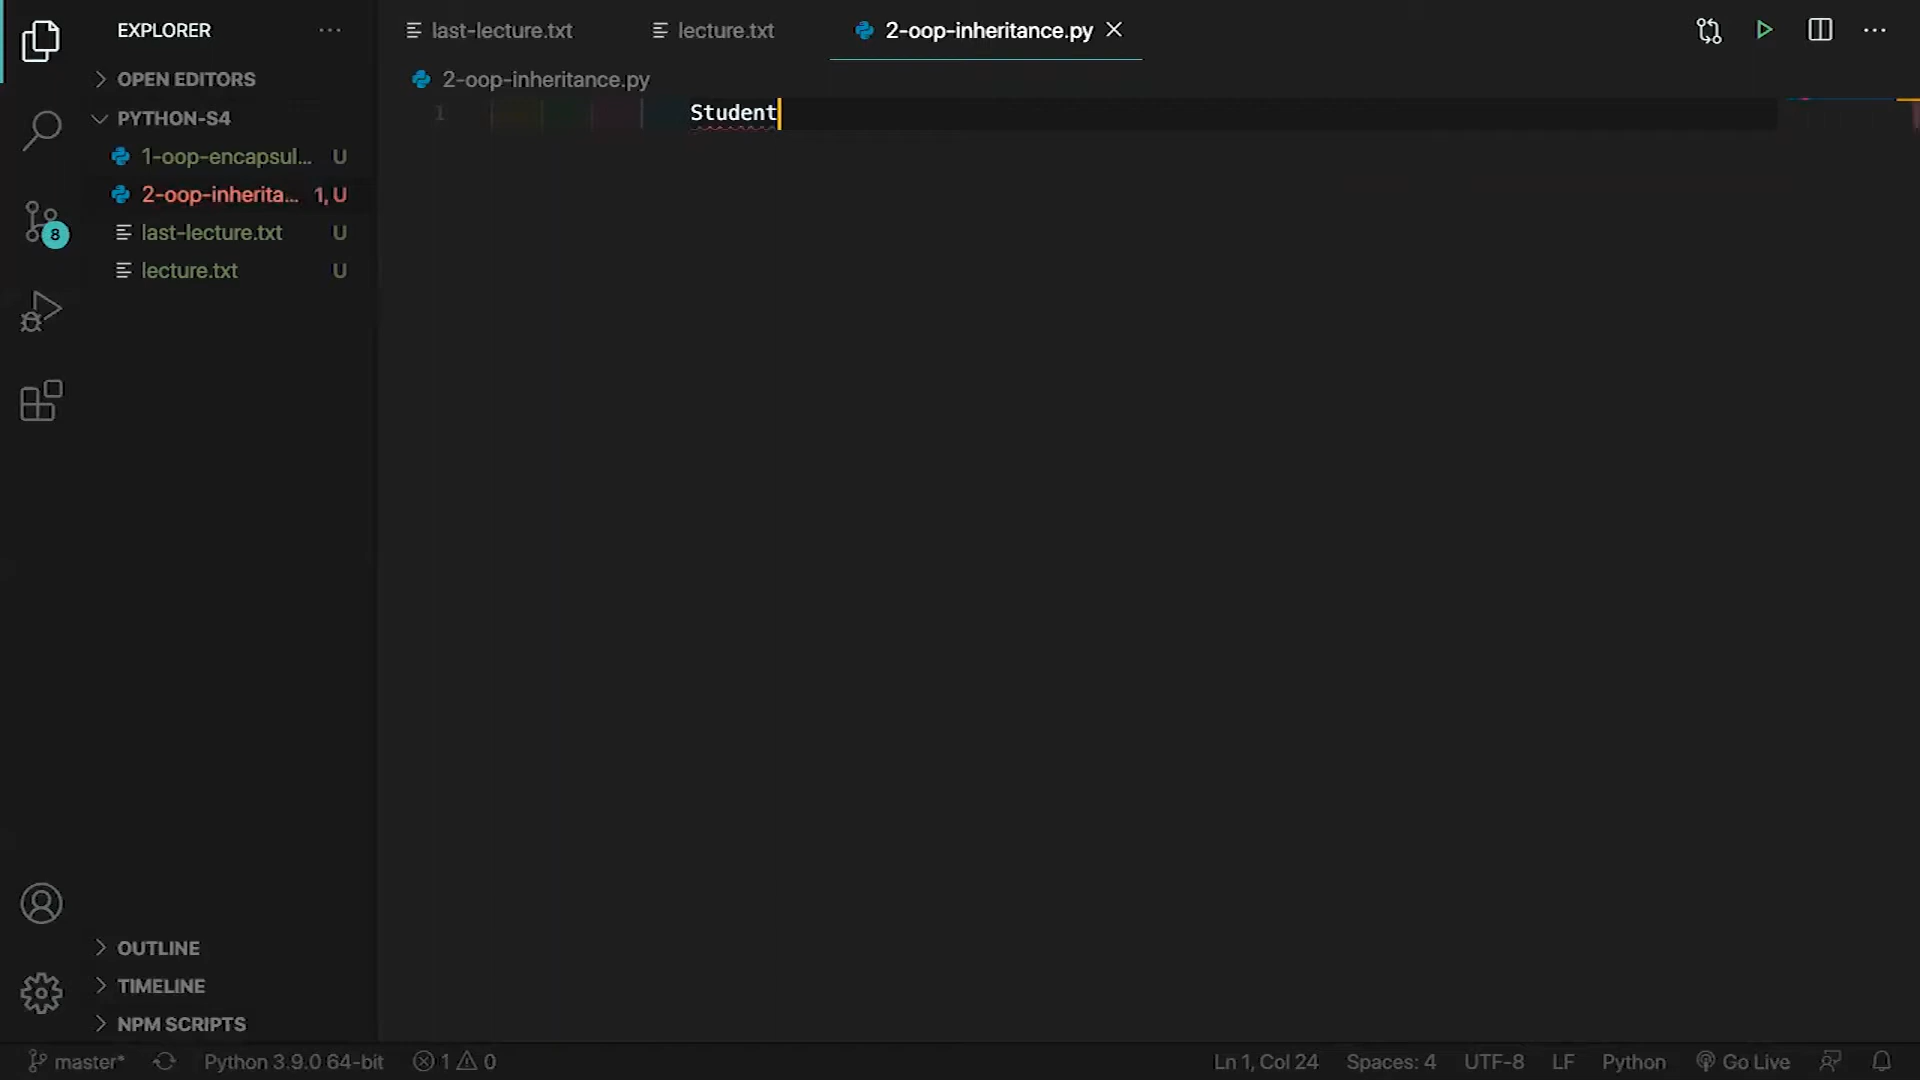 EXPLORER
last-lecture.txt
lecture.txt
2-oop-inheritance.py
OPEN EDITORS
2-oop-inheritance.py
PYTHON-S4
1 Student
1-oop-encapsul... U
2-oop-inherita... 1, U
last-lecture.txt U
lecture.txt U
8
OUTLINE
TIMELINE
NPM SCRIPTS
master* Python 3.9.0 64-bit 1 0 Ln 1, Col 24 Spaces: 4 UTF-8 LF Python Go Live